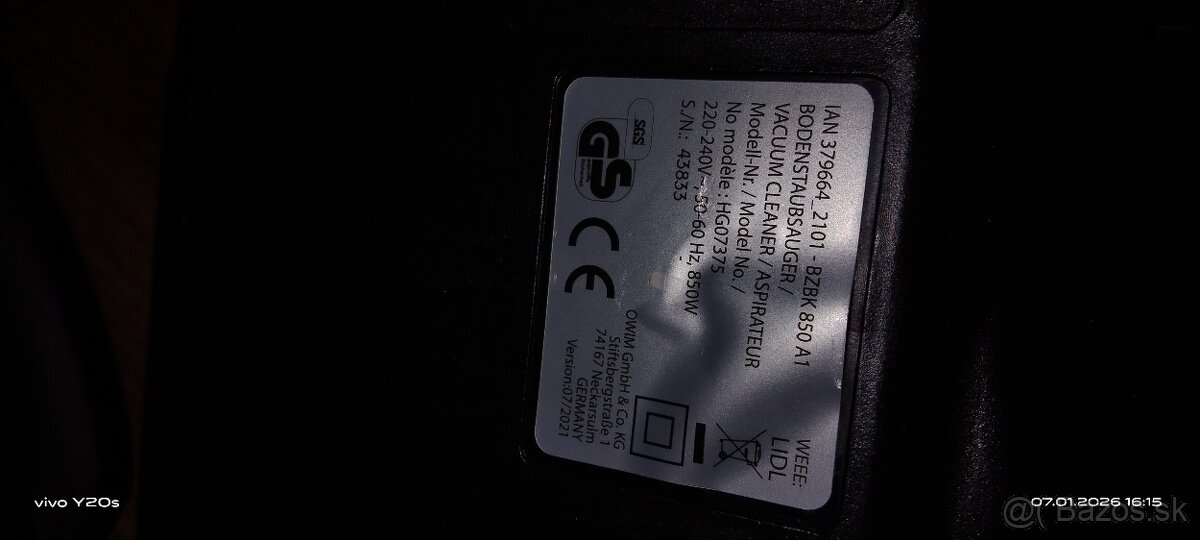 IAN 379664_2101 - BZBK 850 A1
BODENSTAUBSAUGER /
VACUUM CLEANER / ASPIRATEUR
Modell-Nr. / Model No. /
No modèle : HG07375
220-240V~, 50-60 Hz, 850W
S./N.: 43833
WEEE:
LIDL
SGS
GS
CE
OWIM GmbH & Co. KG
Stiftsbergstraße 1
74167 Neckarsulm
GERMANY
Version:07/2021
vivo Y20s
07.01.2026 16:15
@( Bazos.sk